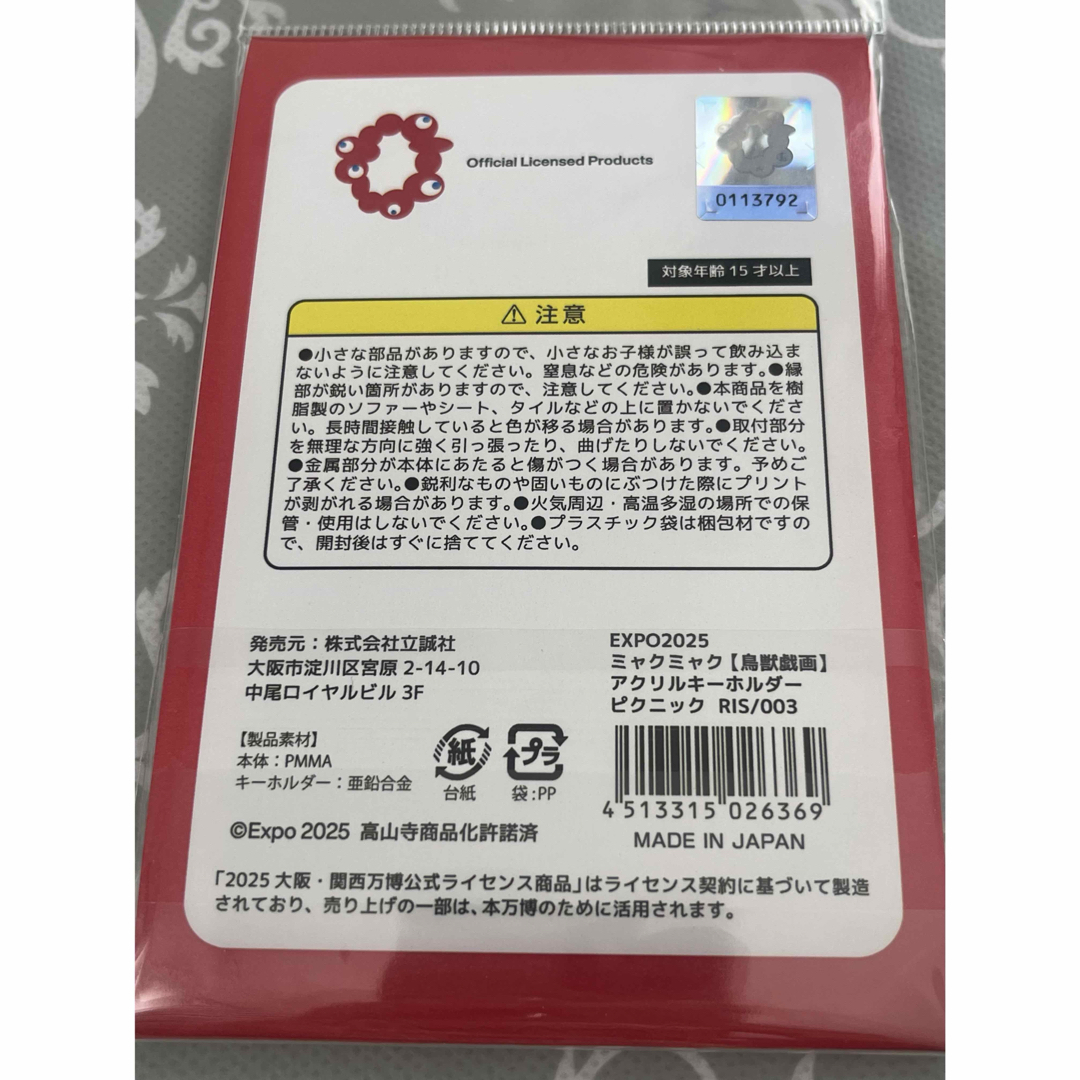 Official Licensed Products
0113792
対象年齢 15 才以上
⚠ 注意
●小さな部品がありますので、小さなお子様が誤って飲み込ま
ないように注意してください。窒息などの危険があります。●縁
部が鋭い箇所がありますので、注意してください。●本商品を樹
脂製のソファーやシート、タイルなどの上に置かないでくださ
い。長時間接触していると色が移る場合があります。●取付部分
を無理な方向に強く引っ張ったり、曲げたりしないでください。
●金属部分が本体にあたると傷がつく場合があります。予めご
了承ください。●鋭利なものや固いものにぶつけた際にプリント
が剥がれる場合があります。●火気周辺・高温多湿の場所での保
管・使用はしないでください。●プラスチック袋は梱包材ですの
で、開封後はすぐに捨ててください。
発売元：株式会社立誠社
大阪市淀川区宮原 2-14-10
中尾ロイヤルビル 3F
EXPO2025
ミャクミャク【鳥獣戯画】
アクリルキーホルダー
ピクニック RIS/003
【製品素材】
本体：PMMA
キーホルダー：亜鉛合金
紙
台紙
プラ
袋:PP
4 513315 026369
MADE IN JAPAN
©Expo 2025 高山寺商品化許諾済
「2025 大阪・関西万博公式ライセンス商品」はライセンス契約に基づいて製造
されており、売り上げの一部は、本万博のために活用されます。